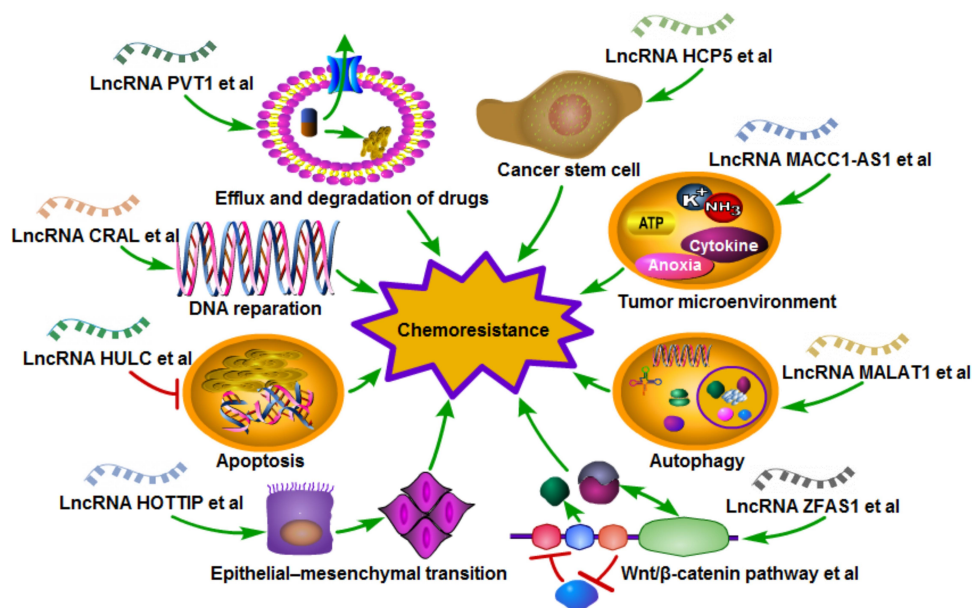 LncRNA PVT1 et al
Efflux and degradation of drugs
LncRNA HCP5 et al
Cancer stem cell
LncRNA MACC1-AS1 et al
K+
NH3
ATP
Cytokine
Anoxia
Tumor microenvironment
LncRNA CRAL et al
DNA reparation
Chemoresistance
LncRNA HULC et al
Apoptosis
LncRNA MALAT1 et al
Autophagy
LncRNA HOTTIP et al
Epithelial–mesenchymal transition
LncRNA ZFAS1 et al
Wnt/β-catenin pathway et al